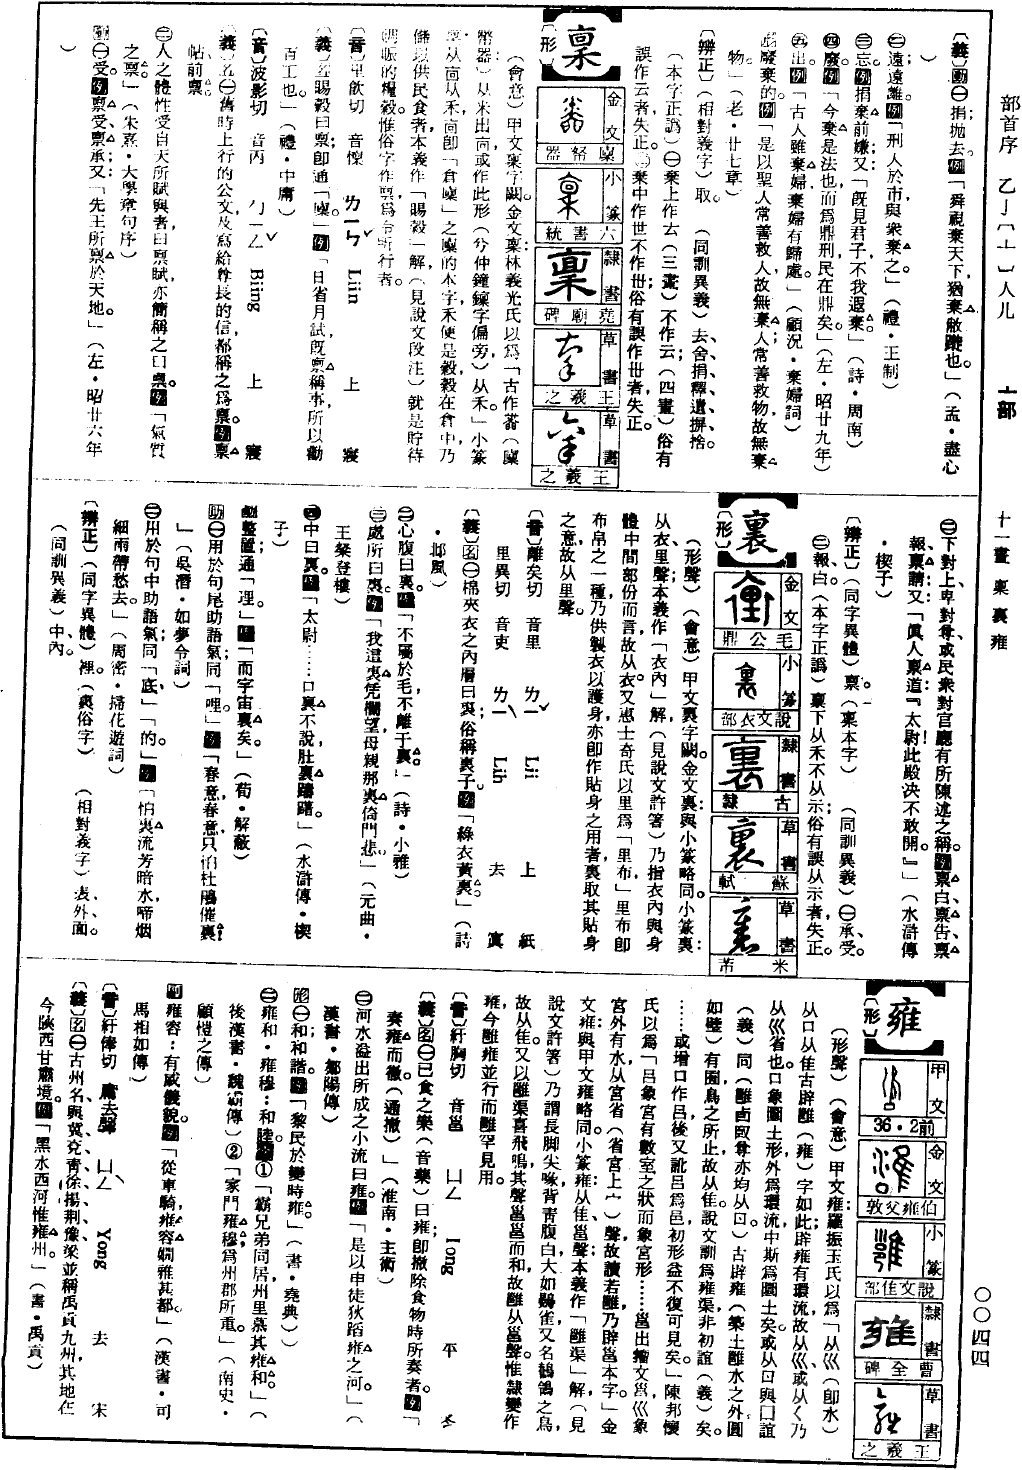 部首序 乙亅冖亠一人儿 亠部 十一畫 稟裏雍 〇〇四四
〔義〕動㊀捐拋去。例「舜視棄天下，猶棄敝蹝也。」（孟・盡心
）
㊁遠；遠離。例「刑人於市，與衆棄之。」（禮・王制）
㊂忘。例捐棄前嫌；又「旣見君子，不我遐棄。」（詩・周南）
㊃廢。例「今棄是法也，而爲刑鼎，民在鼎矣。」（左・昭廿九年）
㊄出。例「古人雖棄婦，棄婦有歸處。」（顧況・棄婦詞）
形廢棄的。例「是以聖人常善救人，故無棄人；常善救物，故無棄
物。」（老・廿七章）
〔辨正〕（相對義字）取。（同訓異義）去、舍、捐、釋、遺、摒、捨。
（本字正譌）㊀棄上作𠫓（三畫），不作云；（四畫）俗有
誤作云者，失正。㊁棄中作世不作丗，俗有誤作丗者，失正。
稟
〔形〕
金文 稟嗇器
小篆 六書統
隸書 堯廟碑
草書 王羲之
草書 王羲之
（會意）甲文稟字闕。金文稟，林義光氏以爲：「古作㐭（稟
幣器），从米出㐭，或作此形（兮仲鐘鐘字偏旁），从禾。」小篆
稟：从㐭从禾，㐭卽「倉廩」之廩的本字，禾便是穀，穀在倉中，乃
儲以供民食者。本義作「賜穀」解，（見說文段注）就是貯待
賙賑的糧穀。惟俗字作禀，爲今所行者。
〔音〕里飮切 音懍 ㄌㄧㄣˇ Liin 上 寢
〔義〕名賜穀曰稟，卽通「廩」。例「日省月試，旣稟稱事，所以勸
百工也。」（禮・中庸）
〔音〕波影切 音丙 ㄅㄧㄥˇ Biing 上 寢
〔義〕名㊀舊時上行的公文及寫給尊長的信，都稱之爲稟。例稟
帖、前稟。
㊁人之體性，受自天所賦與者曰稟賦，亦簡稱之曰稟。例「氣質
之稟」（朱熹・大學章句序）
動㊀受。例稟受、稟承；又「先王所稟於天地。」（左・昭廿六年
）
㊁下對上，卑對尊，或民衆對官廳有所陳述之稱。例稟白、稟告、稟
報、稟請；又「眞人稟道：『太尉！此殿決不敢開。』」（水滸傳
・楔子）
〔辨正〕（同字異體）禀。（稟本字）（同訓異義）㊀承、受。
㊁報、白。（本字正譌）稟下从禾，不从示；俗有誤从示者，失正。
裏
〔形〕
金文 毛公鼎
小篆 說文衣部
隸書 古隸
草書 蘇軾
草書 米芾
（形聲）（會意）甲文裏字闕。金文裏與小篆略同。小篆裏：
从衣里聲，本義作「衣內」解，（見說文許箸）乃指衣內與身
體中間部份而言，故从衣。又惠士奇氏以里爲「里布」，里布卽
布帛之一種，乃供製衣以護身，亦卽作貼身之用者，裏取其貼身
之意，故从里聲。
〔音〕離矣切 音里 ㄌㄧˇ Lii 上 紙
里異切 音吏 ㄌㄧˋ Lih 去 寘
〔義〕名㊀棉夾衣之內層曰裏，俗稱裏子。例「綠衣黃裏。」（詩
・邶風）
㊁心腹曰裏。例「不屬於毛，不離于裏。」（詩・小雅）
㊂處所曰裏。例「我這裏凭欄望，母親那裏倚門悲。」（元曲・
王粲登樓）
㊃中曰裏。例「太尉……口裏不說，肚裏躊躇。」（水滸傳・楔
子）
動整；通「理。」例「而宇宙裏矣。」（荀・解蔽）
助㊀用於句尾助語氣；同「哩。」例「春意，春意，只怕杜鵑催裏！
」（吳潛・如夢令詞）
㊁用於句中助語氣；同「底」、「的」。例「怕裏流芳暗水，啼烟
細雨帶愁去。」（周密・掃花遊詞）
〔辨正〕（同字異體）裡。（裏俗字）（相對義字）表、外、面。
（同訓異義）中、內。
雍
〔形〕
甲文 前2・36
金文 伯雍父敦
小篆 說文隹部
隸書 曹全碑
草書 王羲之
（形聲）（會意）甲文雍，羅振玉氏以爲：「从巛（卽水），
从口，从隹，古辟雝（雍）字如此。辟雍有環流，故从巛，或从乀，乃
从巛省也。口象圜土形，外爲環流，中斯爲圜土矣。或从口與囗誼
（義）同（雝卣雝尊亦均从口）。古辟雍（築土雝水之外圓
如璧）有圜，鳥之所止，故从隹。說文訓爲雍渠，非初誼（義）矣。
……或增口作呂，後又訛呂爲邑，初形益不復可見矣。」陳邦懷
氏以爲：「呂象宮有數室之狀而象宮形……邕出籀文邕，巛象
宮外有水，从宮省（省宮上宀）聲，故讀若雝，乃辟邕本字。」金
文雍：與甲文雍略同。小篆雍：从隹，邕聲，本義作「雝渠」解，（見
說文許箸）乃謂長脚尖喙，背靑腹白，大如鷃雀，又名鶺鴒之鳥，
故从隹。又以雝渠喜飛鳴，其聲邕邕而和，故雝从邕聲。惟隸變作
雍，今雝、雍並行而雝罕見用。
〔音〕紆胸切 音邕 ㄩㄥ Iong 平 冬
〔義〕名㊀已食之樂（音樂）曰雍，卽撤除食物時所奏者。例「
奏雍而徹（通撤）」（淮南・主術）
㊁河水溢出所成之小流曰雍。例「是以申徒狄蹈雍之河。」（
漢書・鄒陽傳）
形㊀和；和諧。例「黎民於變時雍。」（書・堯典）
㊁雍和・雍穆：和睦。例①「霸兄弟同居，州里慕其雍和。」（
後漢書・魏霸傳）②「家門雍穆，爲州郡所重。」（南史・
顧愷之傳）
副雍容：有威儀貌。例「從車騎，雍容嫺雅甚都。」（漢書・司
馬相如傳）
〔音〕紆俸切 雍去聲 ㄩㄥˋ Yong 去 宋
〔義〕名㊀古州名，與冀、兗、靑、徐、揚、荆、豫、梁並稱禹貢九州，其地在
今陝西甘肅境。例「黑水西河惟雍州。」（書・禹貢）